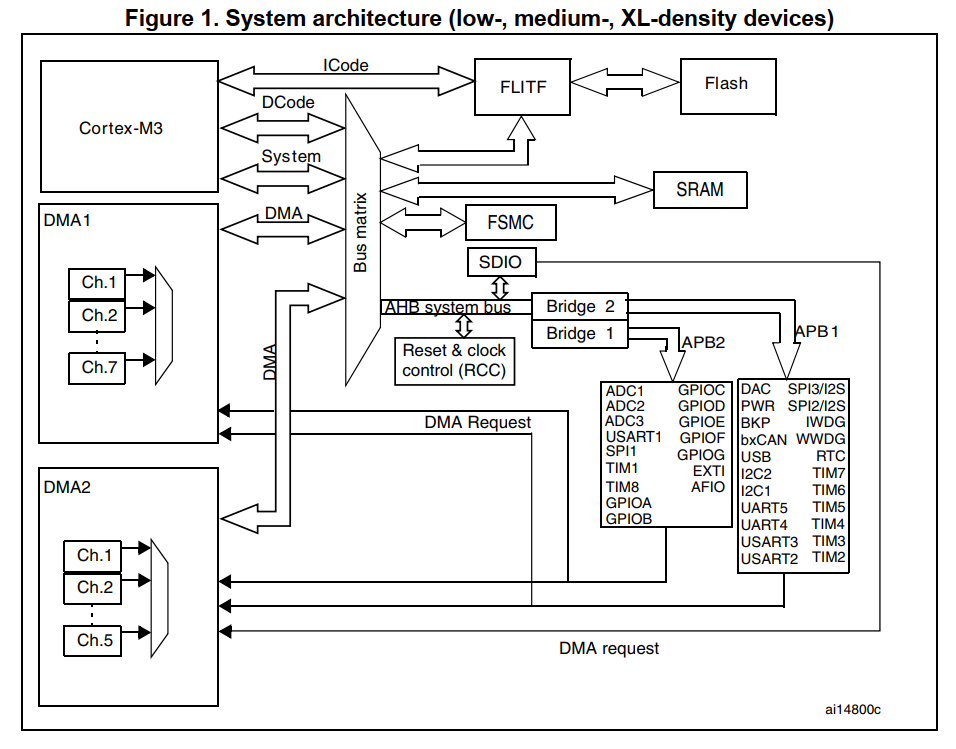 Figure 1. System architecture (low-, medium-, XL-density devices)
ICode
Cortex-M3
FLITF
Flash
DCode
System
SRAM
DMA1
DMA
FSMC
Bus matrix
SDIO
Ch.1
Ch.2
Ch.7
AHB system bus
Bridge 2
Bridge 1
APB1
APB2
Reset & clock
control (RCC)
DMA
ADC1 GPIOC
ADC2 GPIOD
ADC3 GPIOE
USART1 GPIOF
SPI1 GPIOG
TIM1 EXTI
TIM8 AFIO
GPIOA
GPIOB
DAC SPI3/I2S
PWR SPI2/I2S
BKP IWDG
bxCAN WWDG
USB RTC
I2C2 TIM7
I2C1 TIM6
UART5 TIM5
UART4 TIM4
USART3 TIM3
USART2 TIM2
DMA Request
DMA2
Ch.1
Ch.2
Ch.5
DMA request
ai14800c